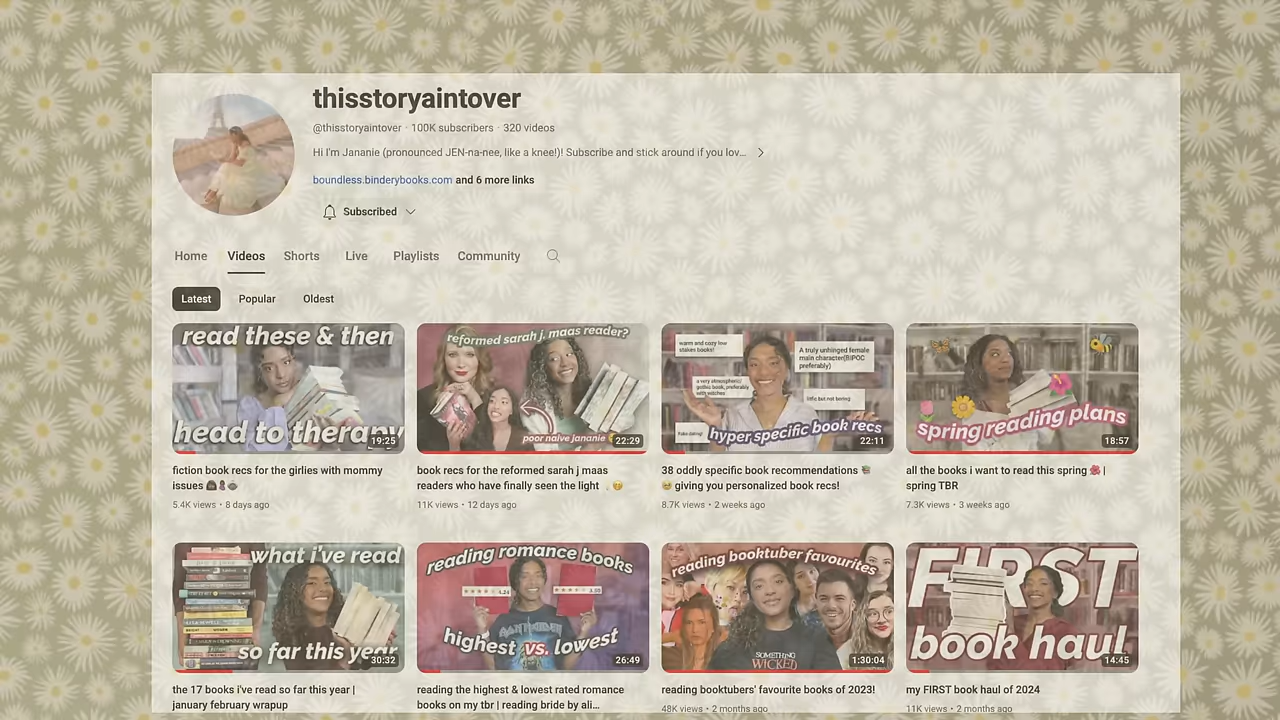 thisstoryaintover
@thisstoryaintover · 100K subscribers · 320 videos
Hi I'm Jananie (pronounced JEN-na-nee, like a knee!)! Subscribe and stick around if you lov...
boundless.binderybooks.com and 6 more links
Subscribed
Home Videos Shorts Live Playlists Community
Latest Popular Oldest
read these & then
head to therapy
19:25
reformed sarah j. maas reader?
poor naive jananie
22:29
warm and cozy low stakes books!
A truly unhinged female main character(BIPOC preferably)
a very atmospheric/ gothic book, preferably with witches
little but not boring
Fake dating!
hyper specific book recs
22:11
spring reading plans
18:57
fiction book recs for the girlies with mommy
issues
5.4K views • 8 days ago
book recs for the reformed sarah j maas
readers who have finally seen the light
11K views • 12 days ago
38 oddly specific book recommendations
giving you personalized book recs!
8.7K views • 2 weeks ago
all the books i want to read this spring |
spring TBR
7.3K views • 3 weeks ago
what i've read
so far this year
30:32
reading romance books
highest vs. lowest
26:49
reading booktuber favourites
SOMETHING
WICKED
1:30:04
FIRST
book haul
14:45
the 17 books i've read so far this year |
january february wrapup
reading the highest & lowest rated romance
books on my tbr | reading bride by ali...
reading booktubers' favourite books of 2023!
48K views • 2 months ago
my FIRST book haul of 2024
11K views • 2 months ago